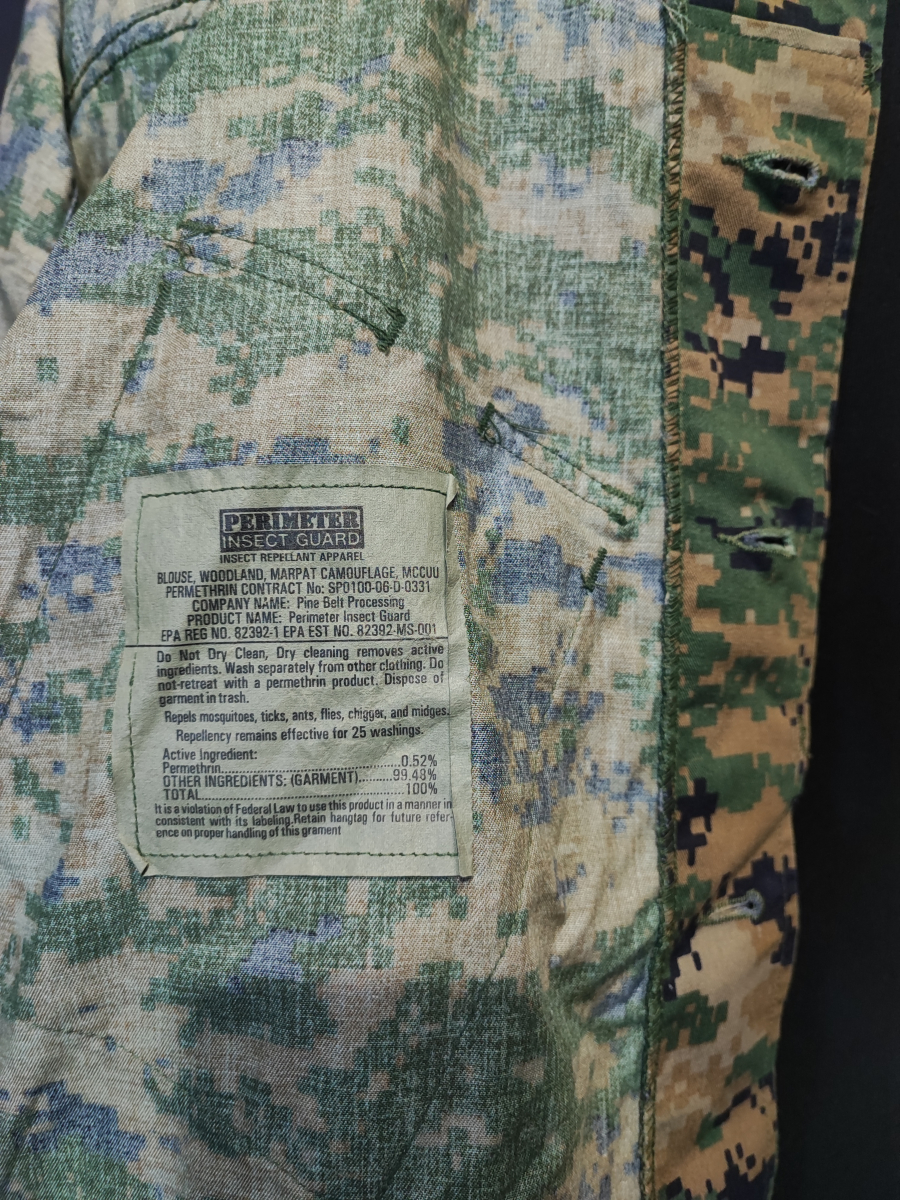 PERIMETER
INSECT GUARD
INSECT REPELLANT APPAREL
BLOUSE, WOODLAND, MARPAT CAMOUFLAGE, MCCUU
PERMETHRIN CONTRACT No: SP0100-06-D-0331
COMPANY NAME: Pine Belt Processing
PRODUCT NAME: Perimeter Insect Guard
EPA REG NO. 82392-1 EPA EST NO. 82392-MS-001
Do Not Dry Clean, Dry cleaning removes active
ingredients. Wash separately from other clothing. Do
not-retreat with a permethrin product. Dispose of
garment in trash.
Repels mosquitoes, ticks, ants, flies, chigger, and midges.
Repellency remains effective for 25 washings.
Active Ingredient:
Permethrin..........................................0.52%
OTHER INGREDIENTS: (GARMENT).........99.48%
TOTAL..............................................100%
It is a violation of Federal Law to use this product in a manner in
consistent with its labeling.Retain hangtag for future refer-
ence on proper handling of this grament